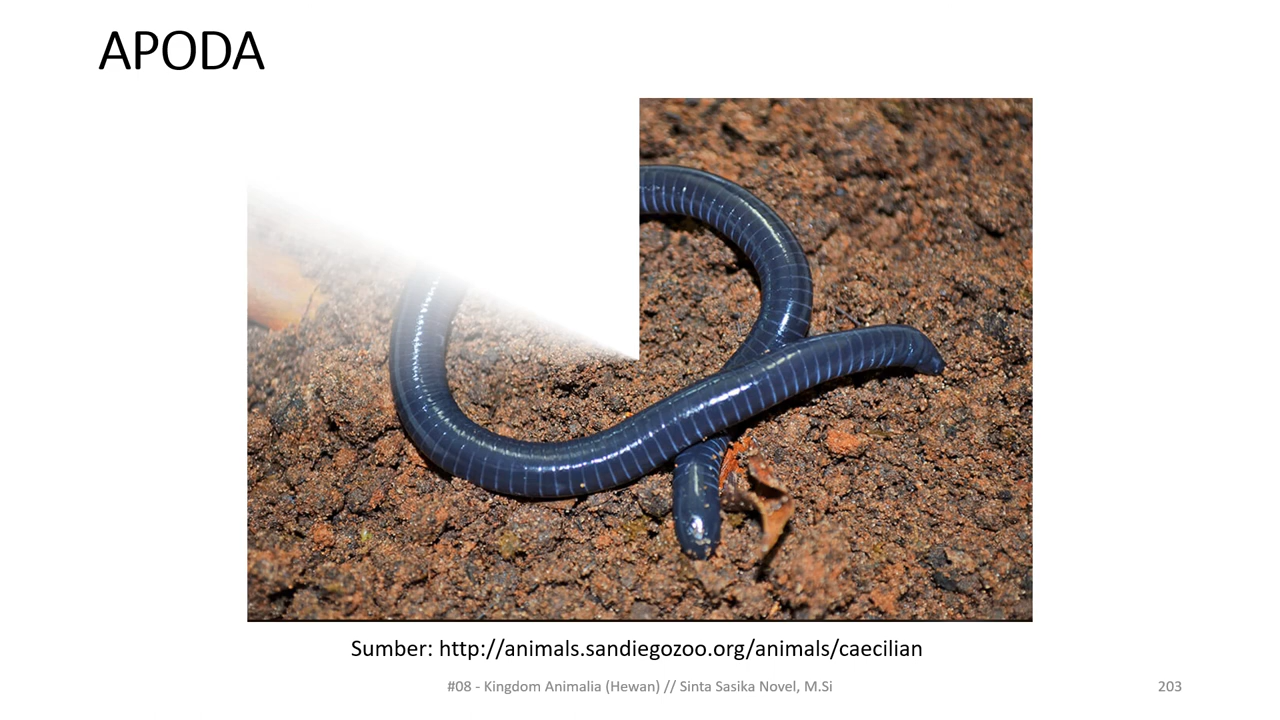 APODA
Sumber: http://animals.sandiegozoo.org/animals/caecilian
#08 - Kingdom Animalia (Hewan) // Sinta Sasika Novel, M.Si
203